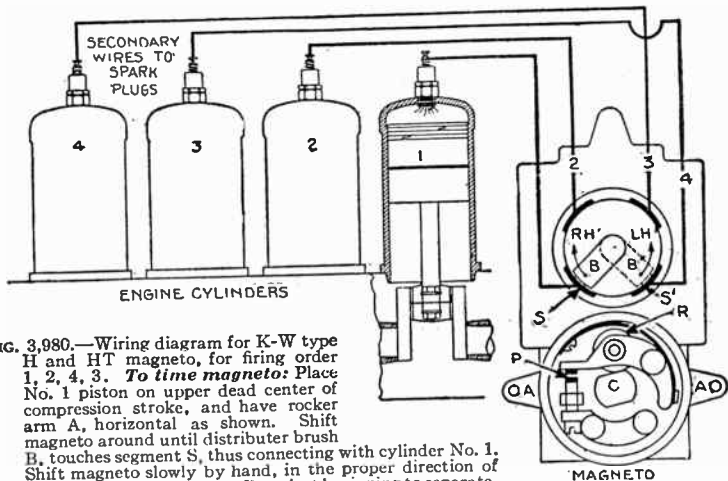 SECONDARY
WIRES TO
SPARK
PLUGS
4
3
2
1
2
3
4
RH'
LH
B
B
S
S'
R
P
C
A
A
ENGINE CYLINDERS
MAGNETO
FIG. 3,980.—Wiring diagram for K-W type
H and HT magneto, for firing order
1, 2, 4, 3. To time magneto: Place
No. 1 piston on upper dead center of
compression stroke, and have rocker
arm A, horizontal as shown. Shift
magneto around until distributer brush
B, touches segment S, thus connecting with cylinder No. 1.
Shift magneto slowly by hand, in the proper direction of